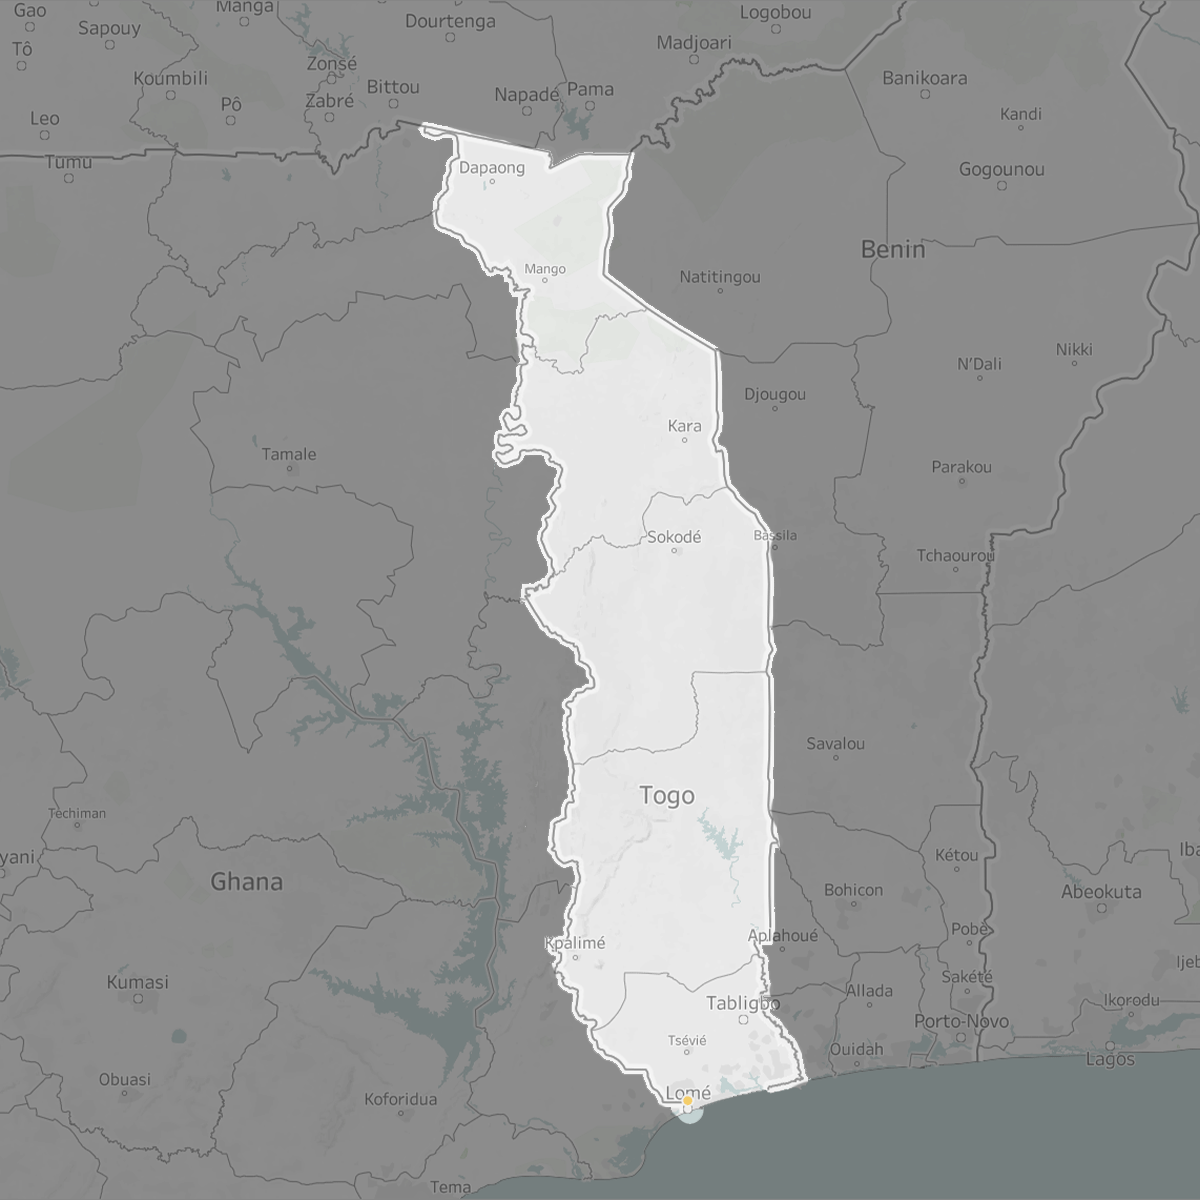 Gao
Manga
Dourtenga
Logobou
Sapouy
Tô
Zonsé
Madjoari
Koumbili
Bittou
Banikoara
Pô
Zabré
Napade
Pama
Leo
Kandi
Tumu
Dapaong
Gogounou
Benin
Mango
Natitingou
N'Dali
Nikki
Djougou
Kara
Tamale
Parakou
Sokodé
Bassila
Tchaourou
Savalou
Togo
Techiman
yani
Kétou
Iba
Ghana
Bohicon
Abeokuta
Kpalimé
Aplahoué
Pobè
Ijeb
Kumasi
Sakété
Allada
Tabligbo
Ikorodu
Porto-Novo
Tsévié
Ouidah
Lagos
Obuasi
Koforidua
Lomé
Tema